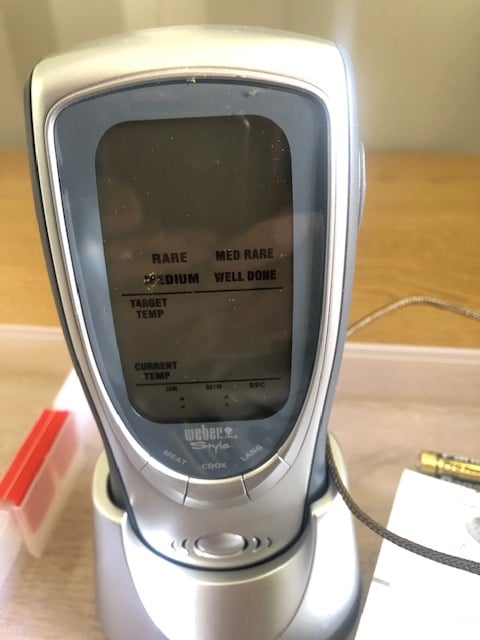 RARE MED RARE
MEDIUM WELL DONE
TARGET
TEMP
CURRENT
TEMP
HR MIN SEC
: :
weber
Style
MEAT COOK LANG